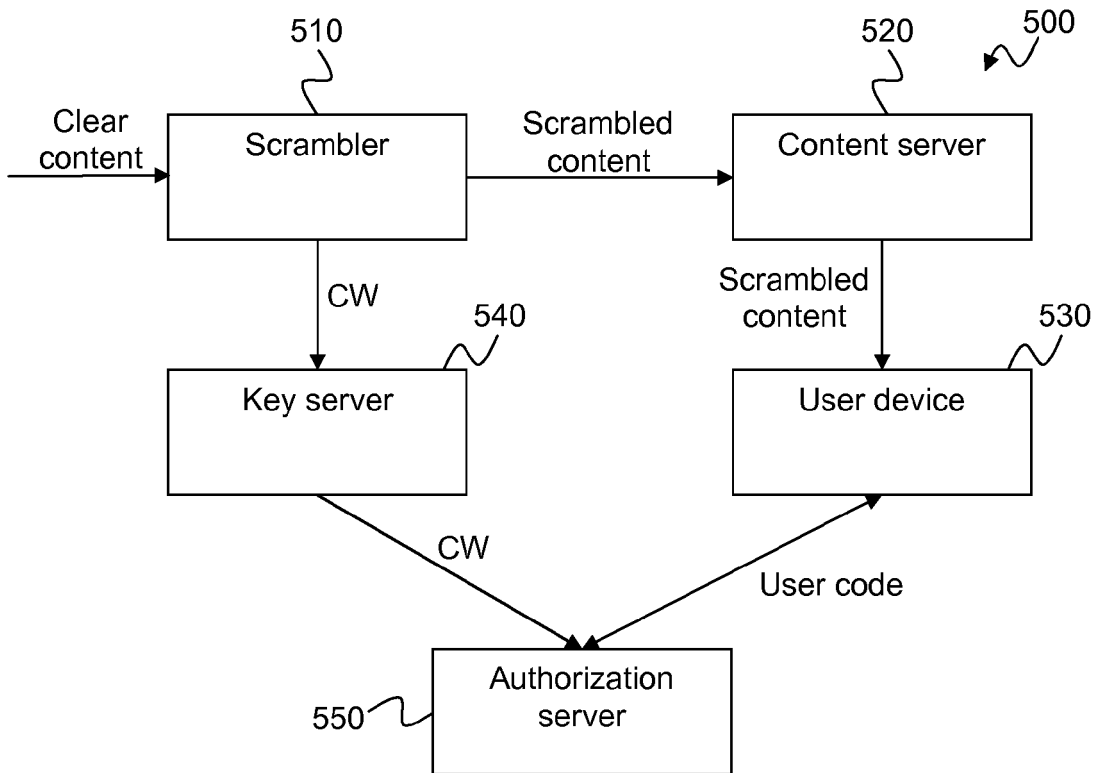 510
520
500
Clear
content
Scrambler
Scrambled
content
Content server
CW
Scrambled
content
540
530
Key server
User device
CW
User code
Authorization
server
550